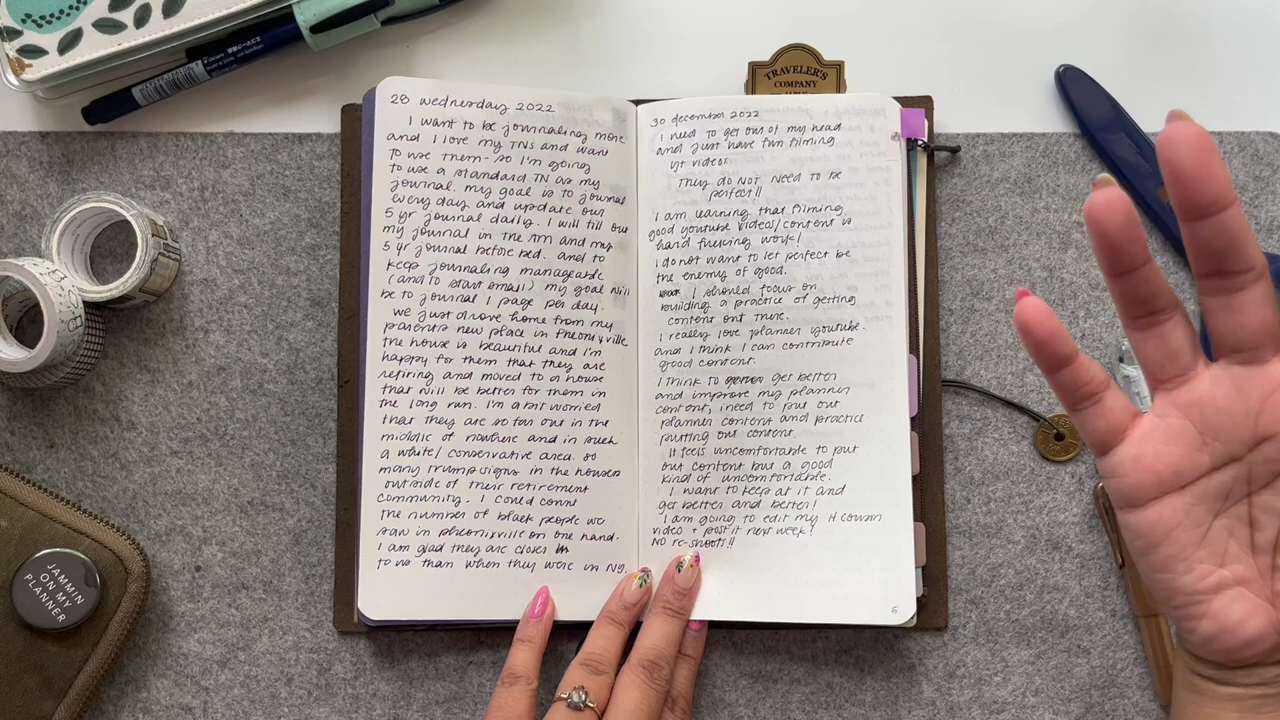 TRAVELER'S
COMPANY
28 wednesday 2022
I want to be journaling more
and I love my TNs and want
to use them - so I'm going
to use a standard TN as my
journal. my goal is to journal
every day and update our
5 yr journal daily. I will fill out
my journal in the AM and my
5 yr journal before bed. and to
keep journaling manageable
(and to start small) my goal will
be to journal 1 page per day.
we just drove home from my
parents new place in Pheonixville
the house is beautiful and I'm
happy for them that they are
retiring and moved to a house
that will be better for them in
the long run. I'm a bit worried
that they are so far out in the
middle of nowhere and in such
a white/conservative area. so
many trump signs in the houses
outside of their retirement
community. I could count
the number of black people we
saw in pheonixville on one hand.
I am glad they are closer
to us than when they were in NY.
30 december 2022
I need to get out of my head
and just have fun filming
yt videos
They do NOT NEED TO be
perfect!!
I am learning that filming
good youtube videos/content is
hard fucking work!
I do not want to let perfect be
the enemy of good.
I should focus on
building a practice of getting
content out there.
I really love planner youtube.
and I think I can contribute
good content.
I think to get better
and improve my planner
content, i need to put out
planner content and practice
putting out content.
It feels uncomfortable to put
out content but a good
kind of uncomfortable.
I want to keep at it and
get better and better!
I am going to edit my H. Cowan
video + post it next week!
NO re-shoots!!
6
JAMMIN
ON MY
PLANNER